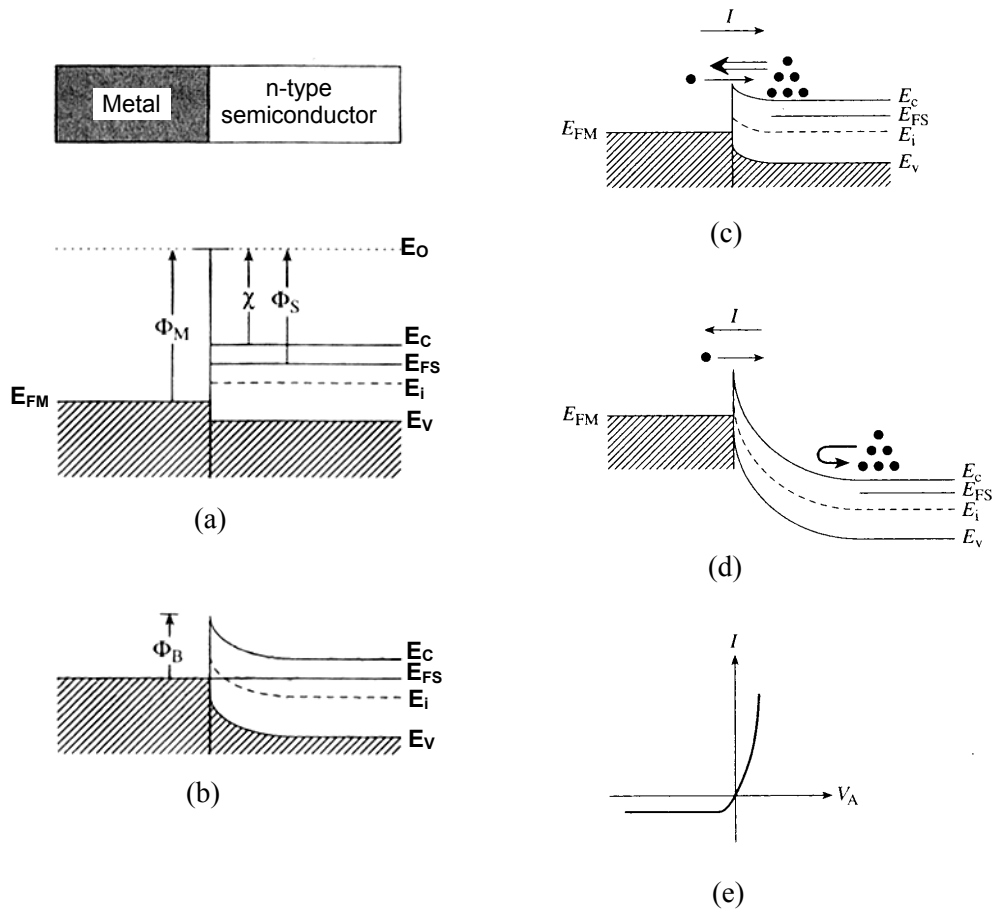 Metal
n-type
semiconductor
E_O
Φ_M
χ
Φ_S
E_C
E_FS
E_i
E_FM
E_V
(a)
Φ_B
E_C
E_FS
E_i
E_V
(b)
I
E_c
E_FS
E_i
E_FM
E_v
(c)
I
E_FM
E_c
E_FS
E_i
E_v
(d)
I
V_A
(e)